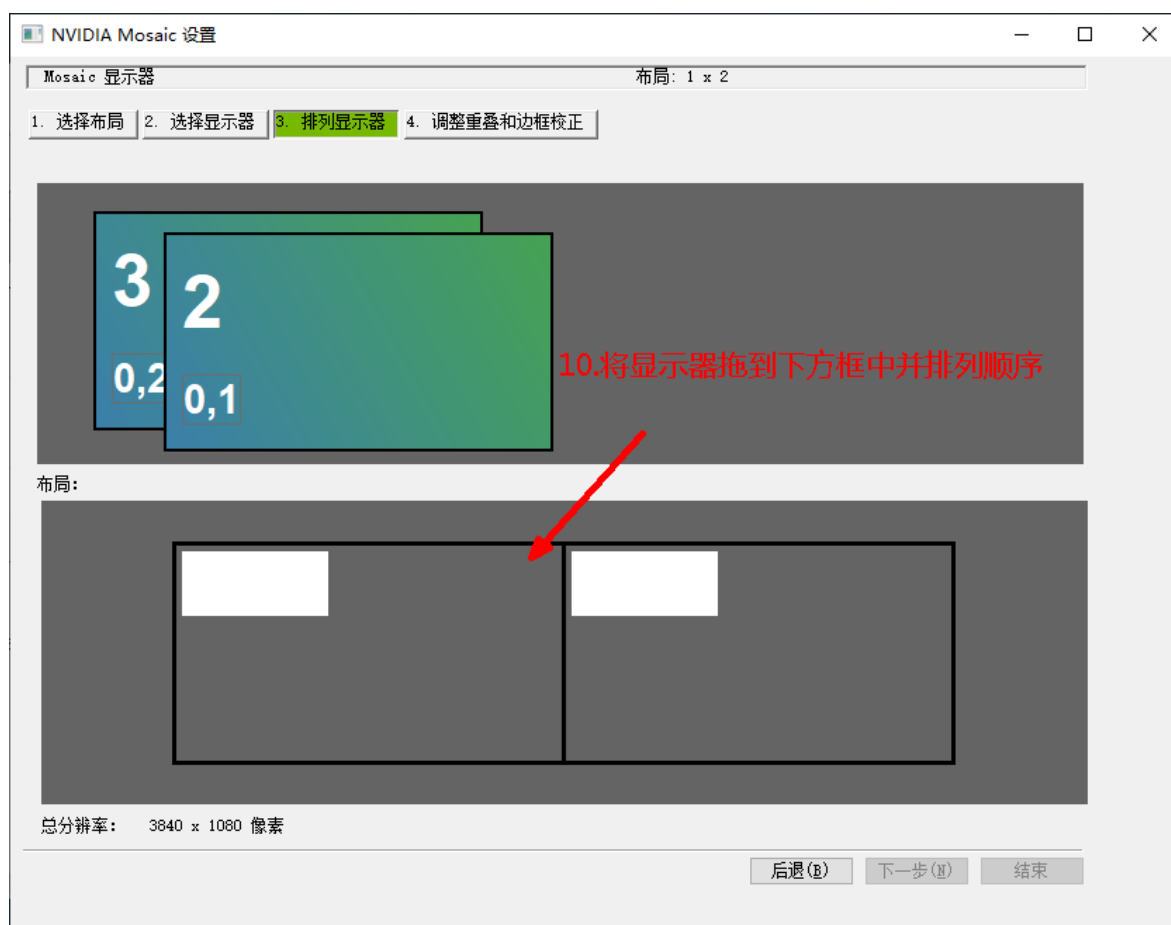 NVIDIA Mosaic 设置
Mosaic 显示器 布局: 1 x 2
1. 选择布局 2. 选择显示器 3. 排列显示器 4. 调整重叠和边框校正
3
2
0,2
0,1
10.将显示器拖到下方框中并排列顺序
布局:
总分辨率: 3840 x 1080 像素
后退(B) 下一步(N) 结束